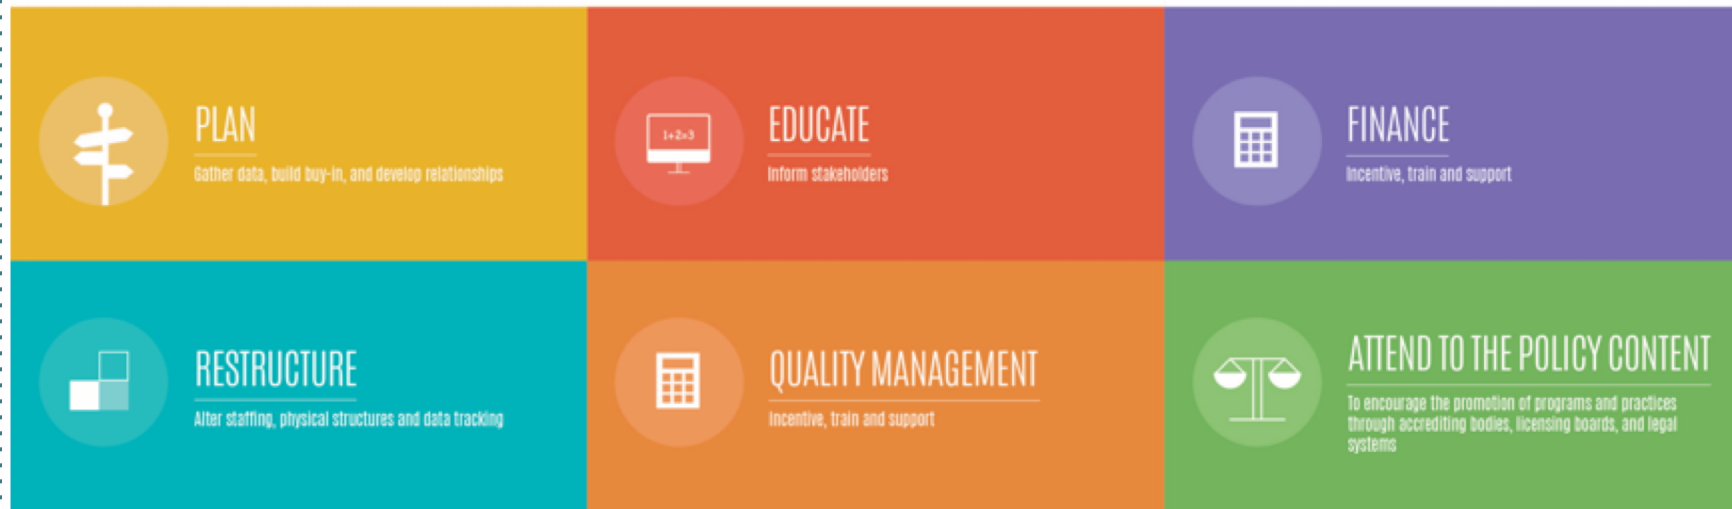 PLAN
Gather data, build buy-in, and develop relationships
1+2=3
EDUCATE
Inform stakeholders
FINANCE
Incentive, train and support
RESTRUCTURE
Alter staffing, physical structures and data tracking
QUALITY MANAGEMENT
Incentive, train and support
ATTEND TO THE POLICY CONTENT
To encourage the promotion of programs and practices
through accrediting bodies, licensing boards, and legal
systems